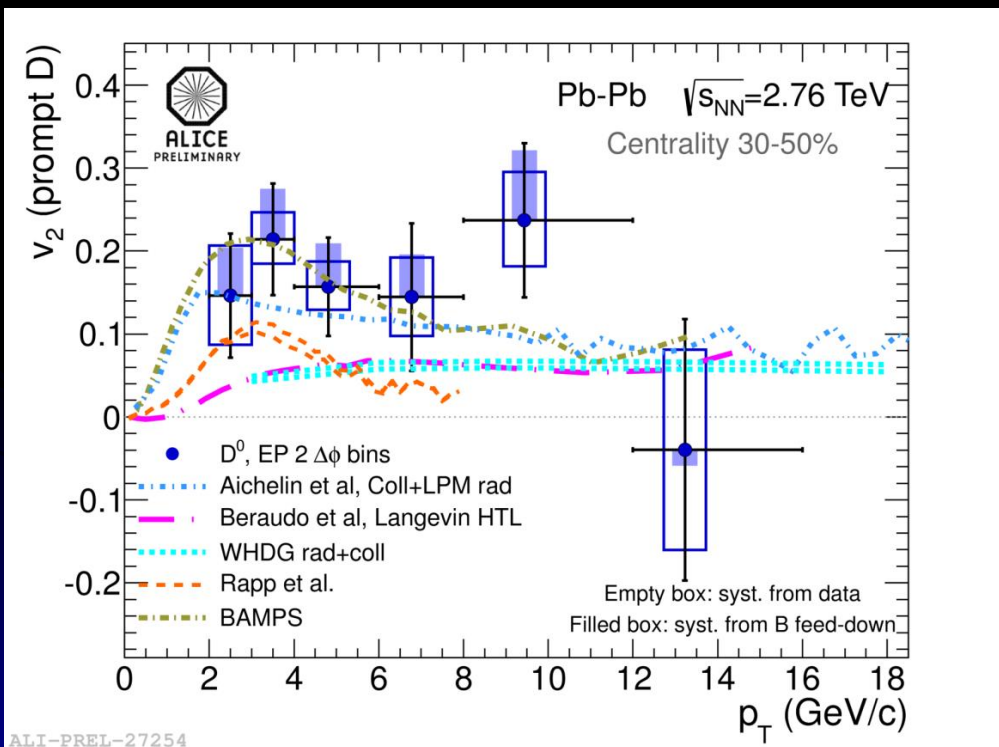 v2 (prompt D)
0.4
0.3
0.2
0.1
0
-0.1
-0.2
ALICE
PRELIMINARY
Pb-Pb √sNN=2.76 TeV
Centrality 30-50%
D0, EP 2 Δϕ bins
Aichelin et al, Coll+LPM rad
Beraudo et al, Langevin HTL
WHDG rad+coll
Rapp et al.
BAMPS
Empty box: syst. from data
Filled box: syst. from B feed-down
0 2 4 6 8 10 12 14 16 18
pT (GeV/c)
ALI-PREL-27254